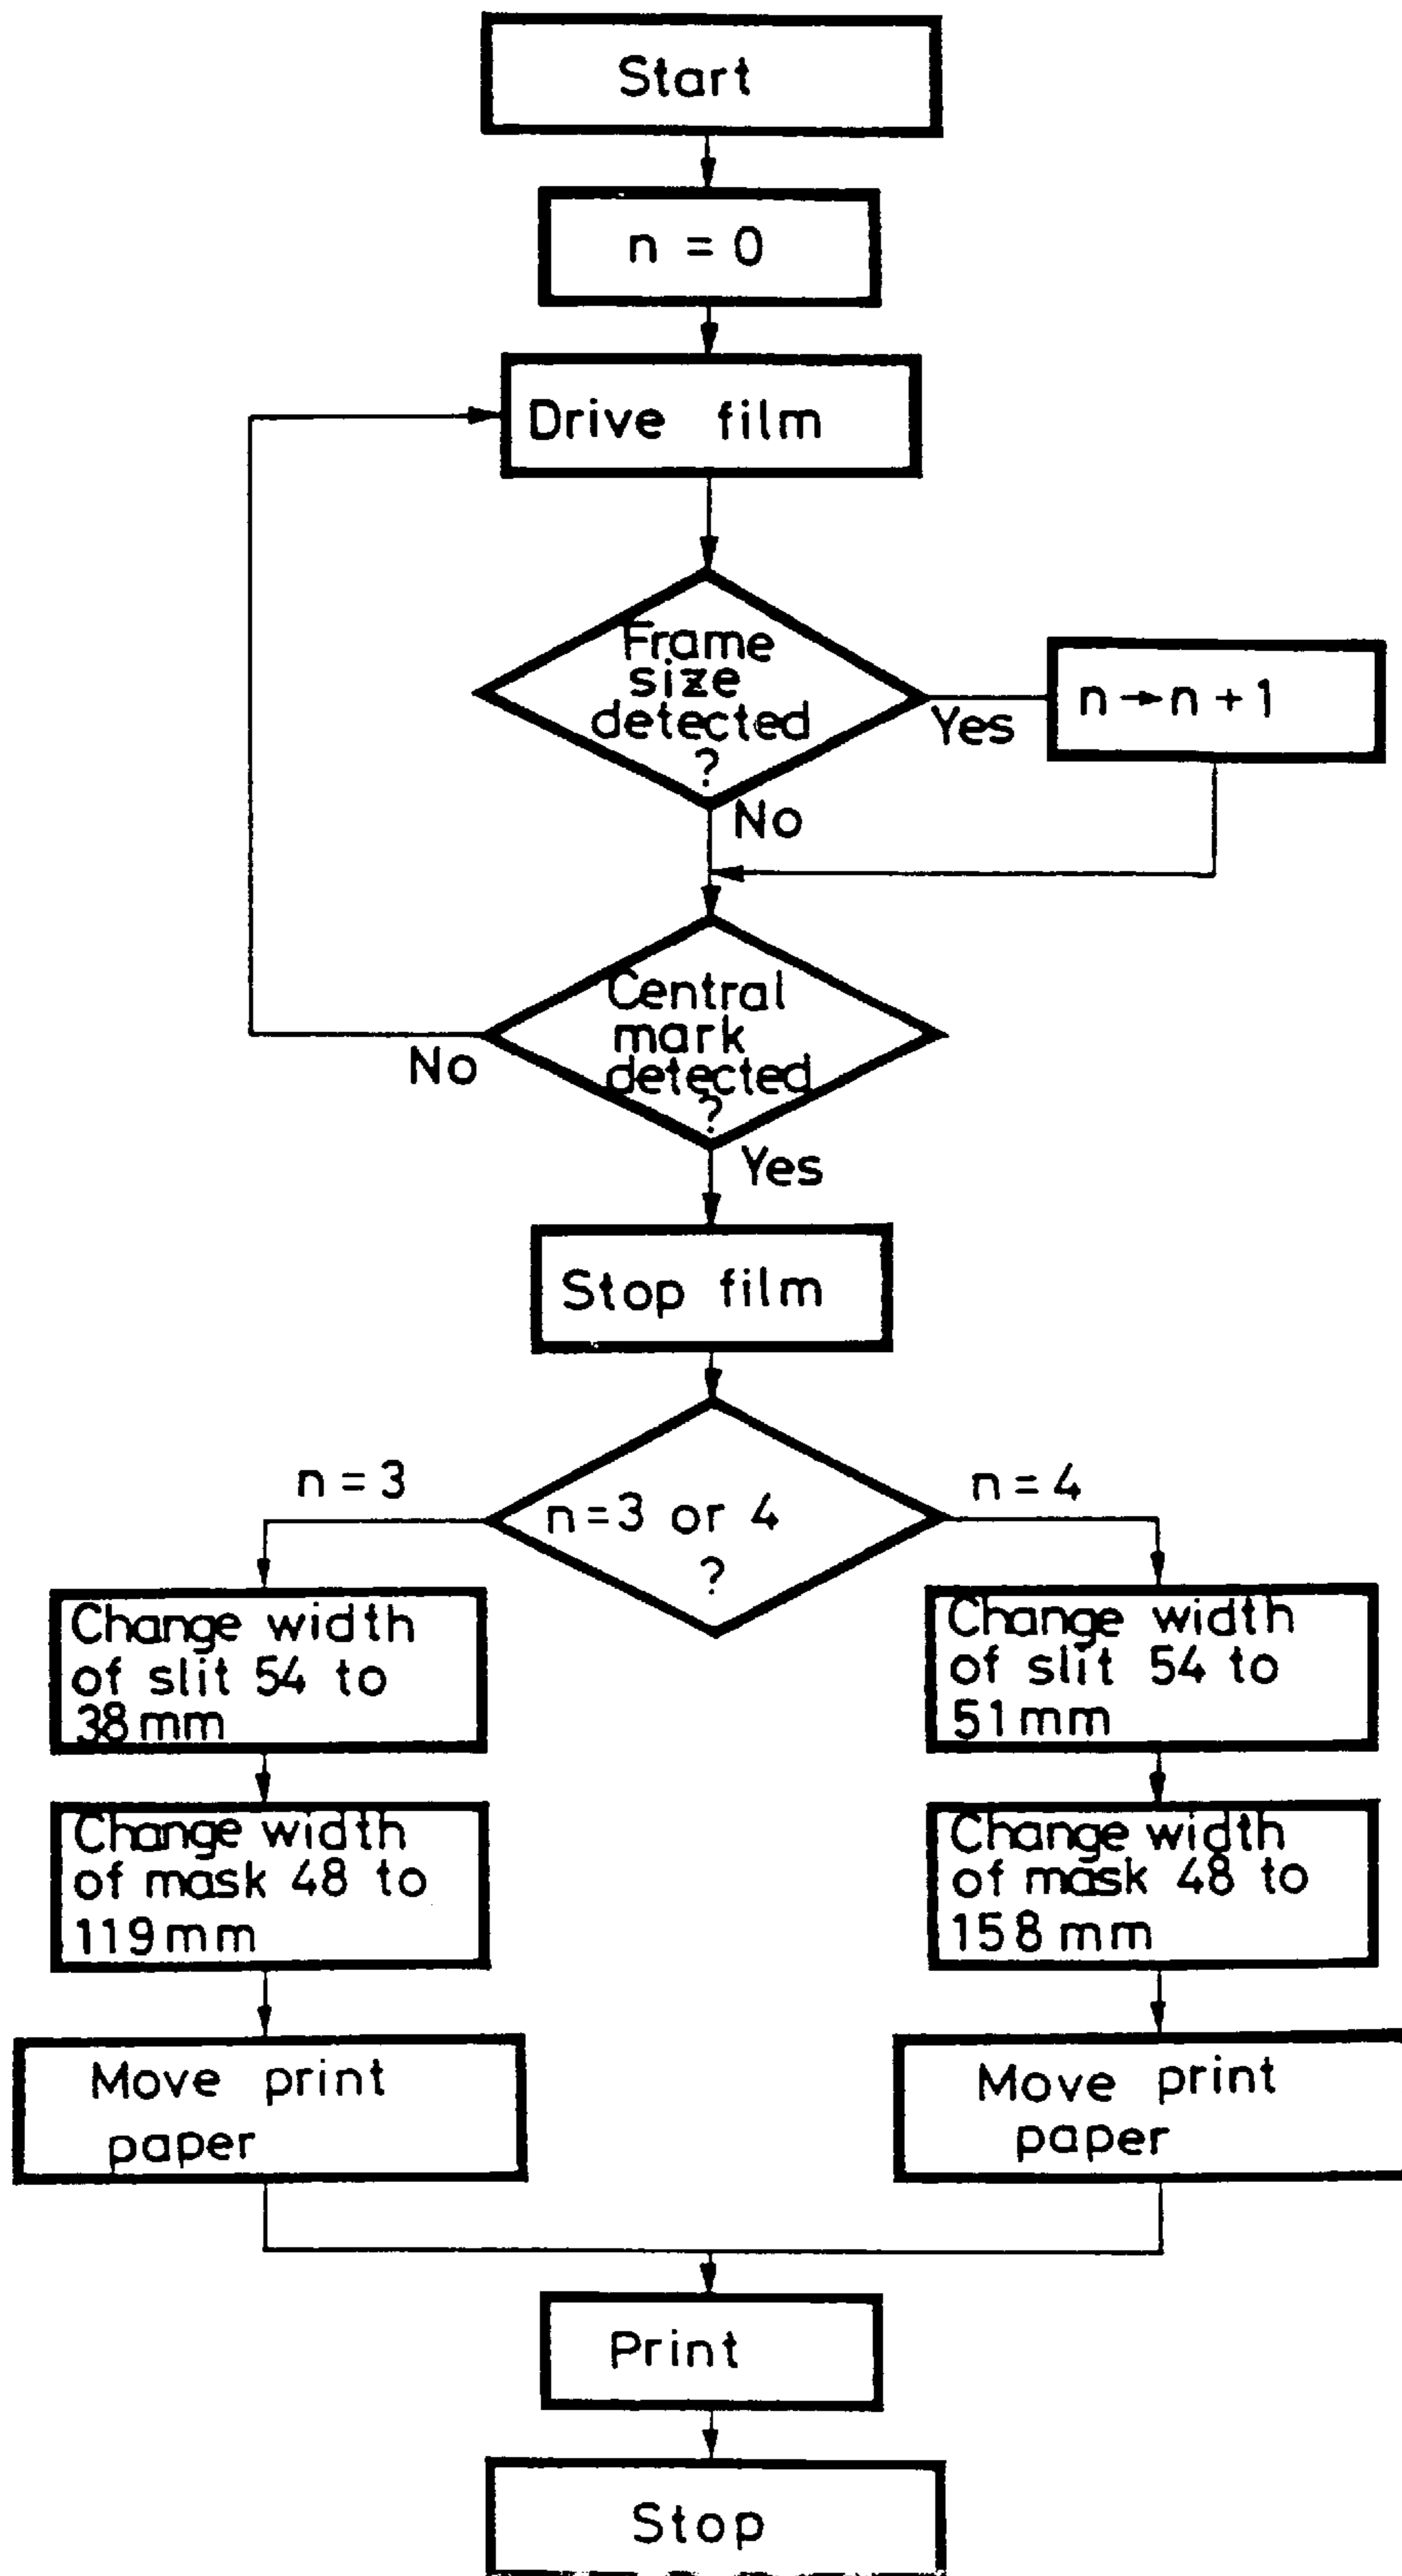 Start
n = 0
Drive film
Frame
size
detected
?
Yes
n → n + 1
No
Central
mark
detected
?
No
Yes
Stop film
n = 3
n = 3 or 4
?
n = 4
Change width
of slit 54 to
38 mm
Change width
of slit 54 to
51 mm
Change width
of mask 48 to
119 mm
Change width
of mask 48 to
158 mm
Move print
paper
Move print
paper
Print
Stop